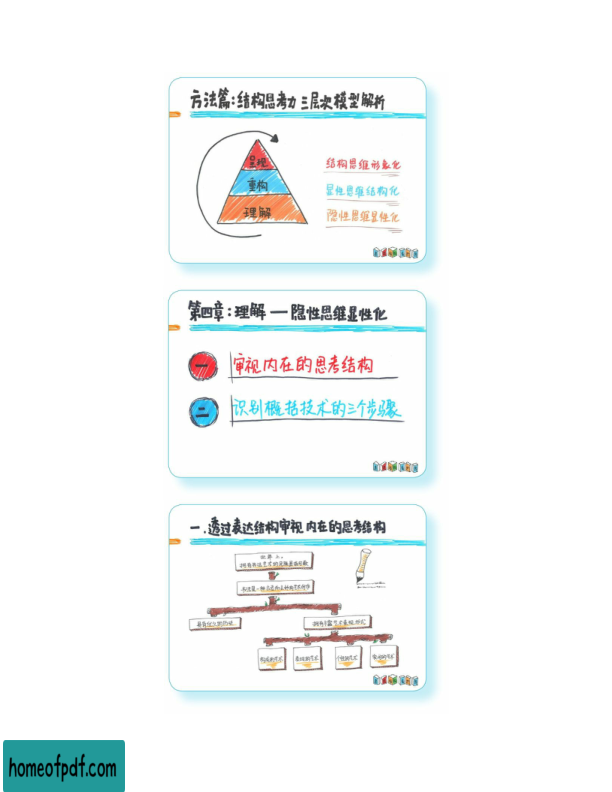 方法篇:结构思考力 三层次模型解析
呈现
重构
理解
结构思维形象化
显性思维结构化
隐性思维显性化
第四章:理解 — 隐性思维显性化
一 审视内在的思考结构
二 识别概括技术的三个步骤
一.透过表达结构审视内在的思考结构
homeofpdf.com